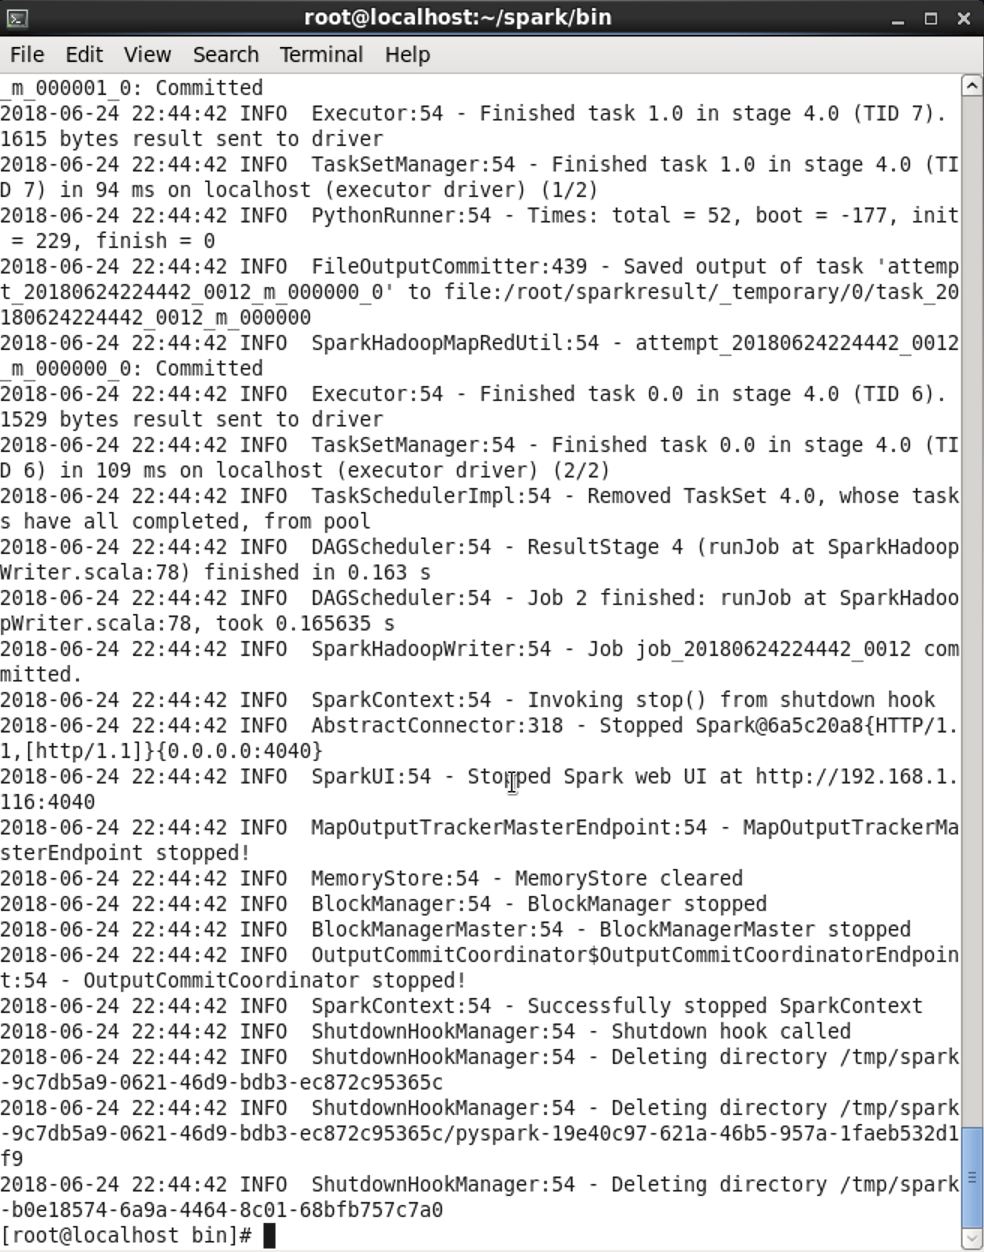 root@localhost:~/spark/bin
File Edit View Search Terminal Help
_m_000001_0: Committed
2018-06-24 22:44:42 INFO  Executor:54 - Finished task 1.0 in stage 4.0 (TID 7).
1615 bytes result sent to driver
2018-06-24 22:44:42 INFO  TaskSetManager:54 - Finished task 1.0 in stage 4.0 (TI
D 7) in 94 ms on localhost (executor driver) (1/2)
2018-06-24 22:44:42 INFO  PythonRunner:54 - Times: total = 52, boot = -177, init
 = 229, finish = 0
2018-06-24 22:44:42 INFO  FileOutputCommitter:439 - Saved output of task 'attemp
t_20180624224442_0012_m_000000_0' to file:/root/sparkresult/_temporary/0/task_20
180624224442_0012_m_000000
2018-06-24 22:44:42 INFO  SparkHadoopMapRedUtil:54 - attempt_20180624224442_0012
_m_000000_0: Committed
2018-06-24 22:44:42 INFO  Executor:54 - Finished task 0.0 in stage 4.0 (TID 6).
1529 bytes result sent to driver
2018-06-24 22:44:42 INFO  TaskSetManager:54 - Finished task 0.0 in stage 4.0 (TI
D 6) in 109 ms on localhost (executor driver) (2/2)
2018-06-24 22:44:42 INFO  TaskSchedulerImpl:54 - Removed TaskSet 4.0, whose task
s have all completed, from pool
2018-06-24 22:44:42 INFO  DAGScheduler:54 - ResultStage 4 (runJob at SparkHadoop
Writer.scala:78) finished in 0.163 s
2018-06-24 22:44:42 INFO  DAGScheduler:54 - Job 2 finished: runJob at SparkHadoo
pWriter.scala:78, took 0.165635 s
2018-06-24 22:44:42 INFO  SparkHadoopWriter:54 - Job job_20180624224442_0012 com
mitted.
2018-06-24 22:44:42 INFO  SparkContext:54 - Invoking stop() from shutdown hook
2018-06-24 22:44:42 INFO  AbstractConnector:318 - Stopped Spark@6a5c20a8{HTTP/1.
1,[http/1.1]}{0.0.0.0:4040}
2018-06-24 22:44:42 INFO  SparkUI:54 - Stopped Spark web UI at http://192.168.1.
116:4040
2018-06-24 22:44:42 INFO  MapOutputTrackerMasterEndpoint:54 - MapOutputTrackerMa
sterEndpoint stopped!
2018-06-24 22:44:42 INFO  MemoryStore:54 - MemoryStore cleared
2018-06-24 22:44:42 INFO  BlockManager:54 - BlockManager stopped
2018-06-24 22:44:42 INFO  BlockManagerMaster:54 - BlockManagerMaster stopped
2018-06-24 22:44:42 INFO  OutputCommitCoordinator$OutputCommitCoordinatorEndpoin
t:54 - OutputCommitCoordinator stopped!
2018-06-24 22:44:42 INFO  SparkContext:54 - Successfully stopped SparkContext
2018-06-24 22:44:42 INFO  ShutdownHookManager:54 - Shutdown hook called
2018-06-24 22:44:42 INFO  ShutdownHookManager:54 - Deleting directory /tmp/spark
-9c7db5a9-0621-46d9-bdb3-ec872c95365c
2018-06-24 22:44:42 INFO  ShutdownHookManager:54 - Deleting directory /tmp/spark
-9c7db5a9-0621-46d9-bdb3-ec872c95365c/pyspark-19e40c97-621a-46b5-957a-1faeb532d1
f9
2018-06-24 22:44:42 INFO  ShutdownHookManager:54 - Deleting directory /tmp/spark
-b0e18574-6a9a-4464-8c01-68bfb757c7a0
[root@localhost bin]#